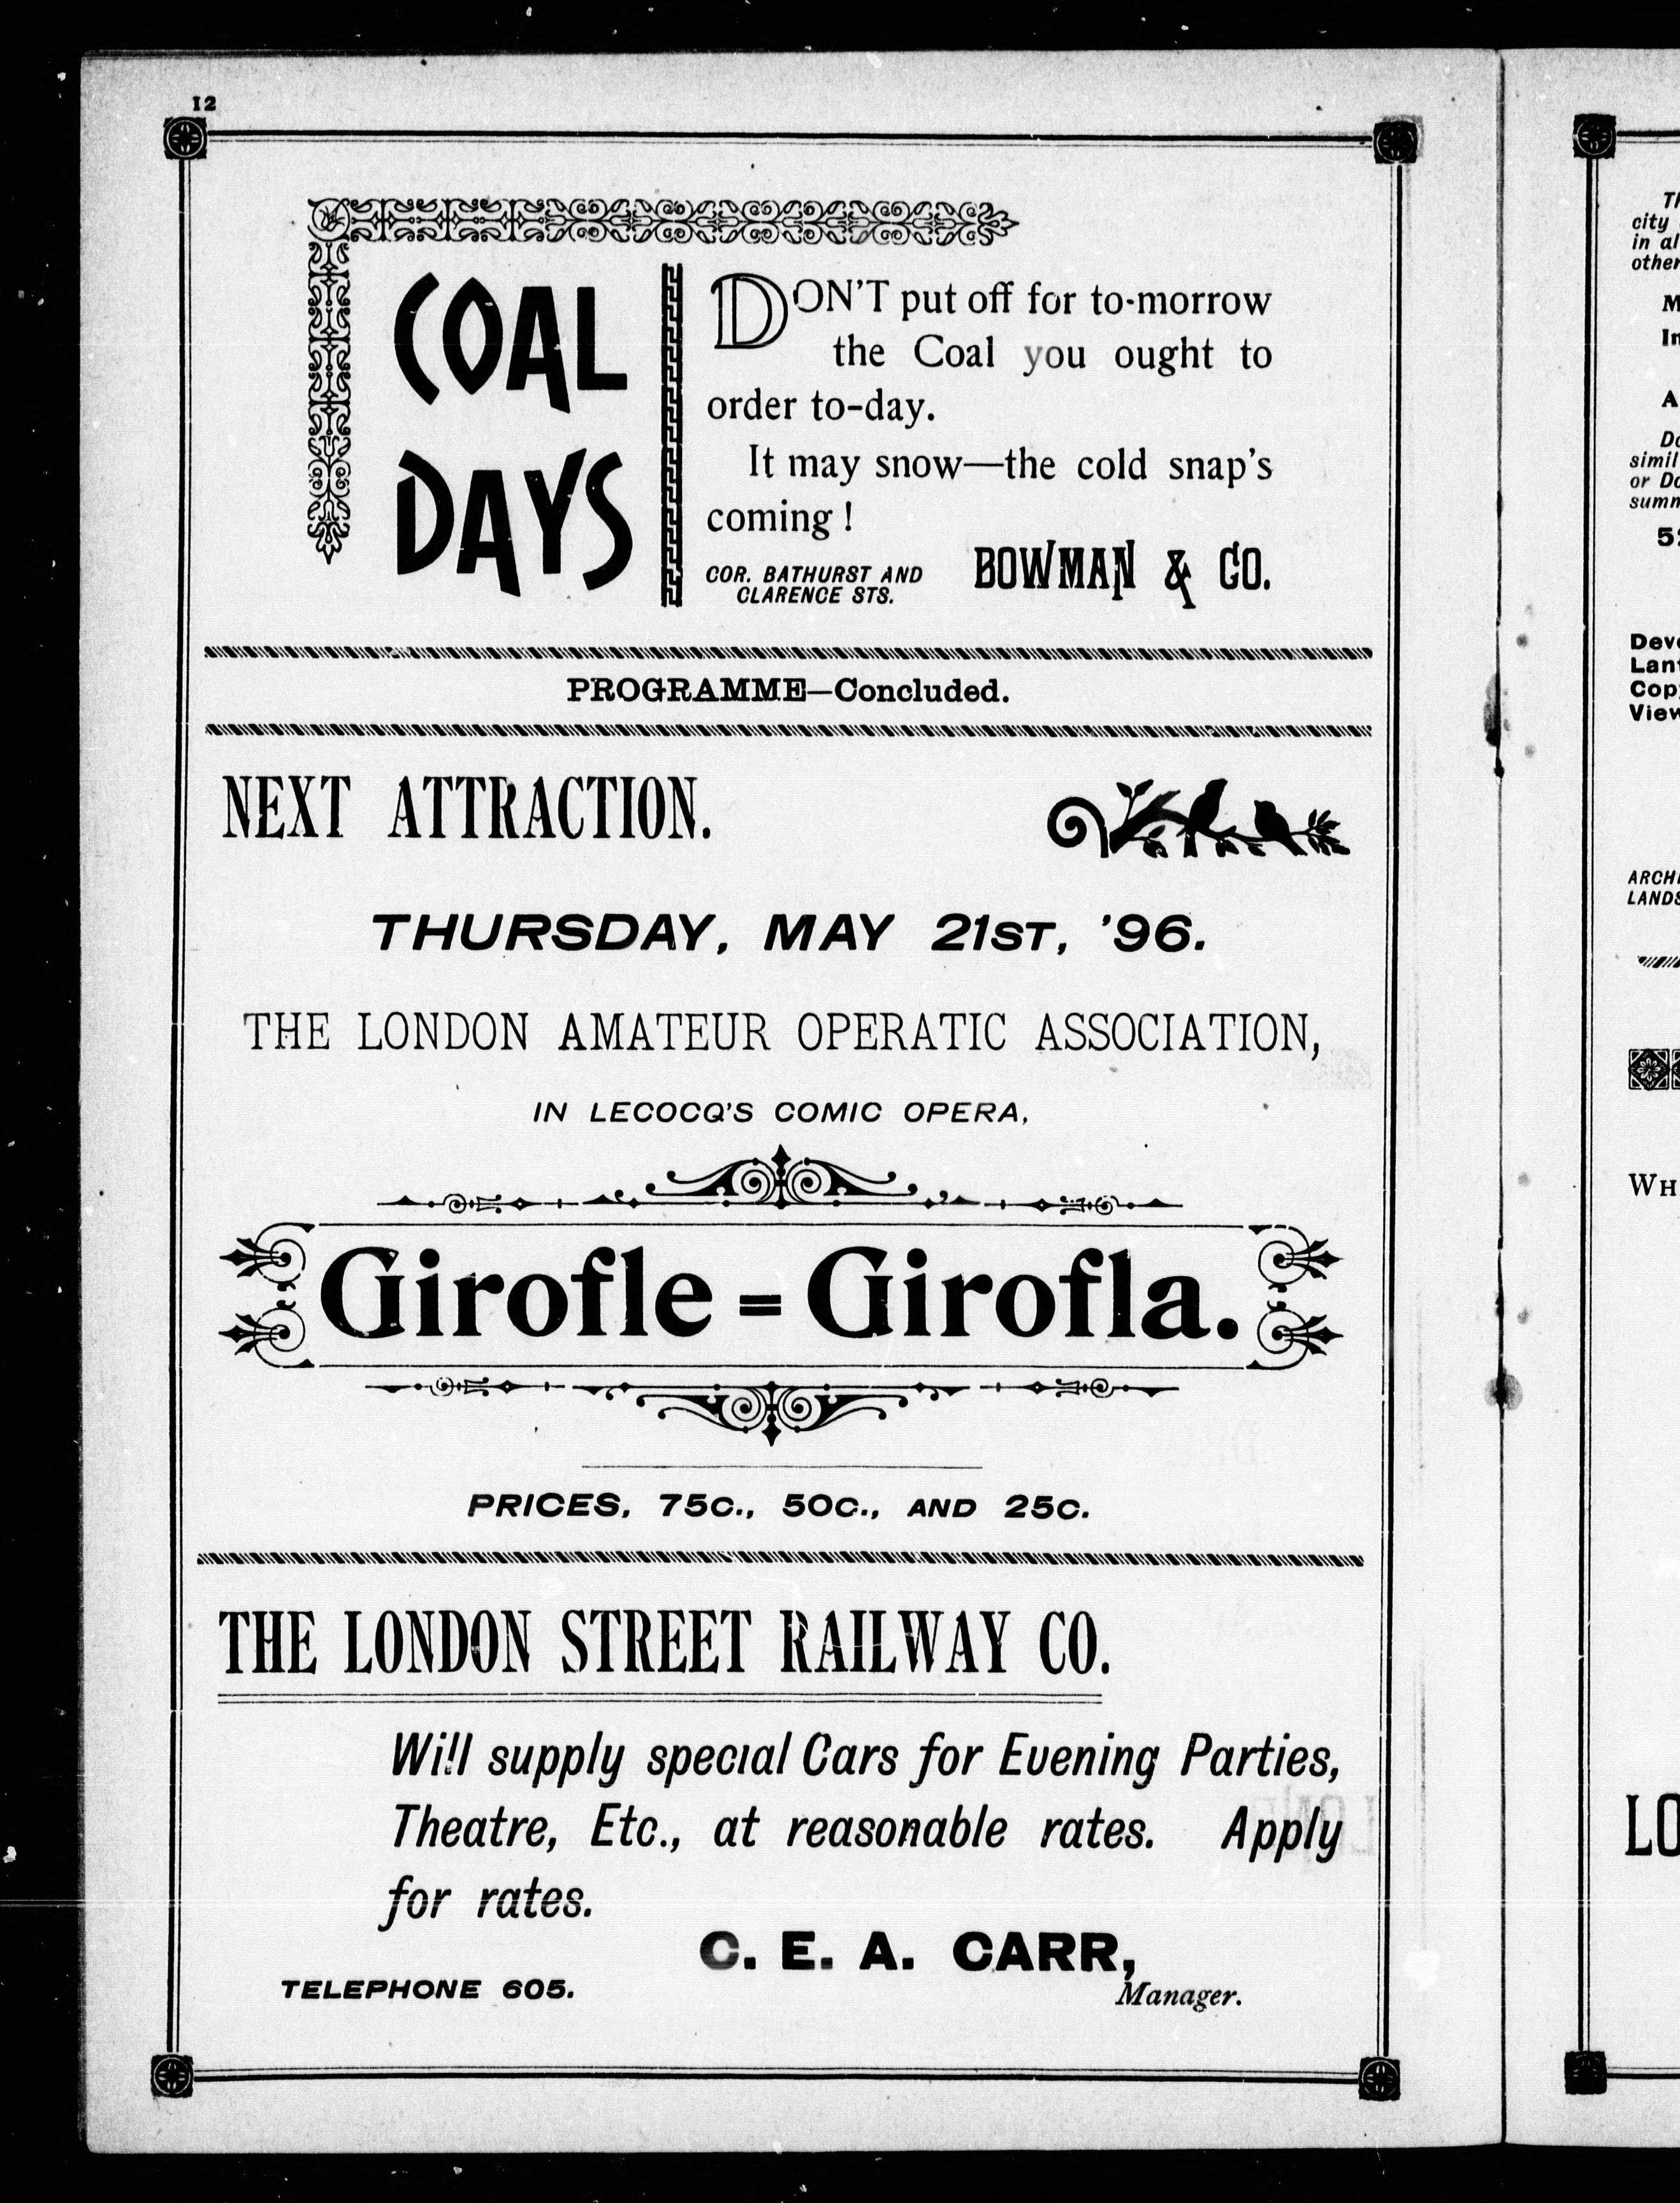 12
COAL
DAYS
DON'T put off for to-morrow
the Coal you ought to
order to-day.
It may snow—the cold snap's
coming !
COR. BATHURST AND
CLARENCE STS.
BOWMAN & CO.
PROGRAMME—Concluded.
NEXT ATTRACTION.
THURSDAY, MAY 21ST, '96.
THE LONDON AMATEUR OPERATIC ASSOCIATION,
IN LECOCQ'S COMIC OPERA,
Girofle = Girofla.
PRICES, 75C., 50C., AND 25C.
THE LONDON STREET RAILWAY CO.
Will supply special Cars for Evening Parties,
Theatre, Etc., at reasonable rates. Apply
for rates.
C. E. A. CARR,
Manager.
TELEPHONE 605.
city
in
other
or